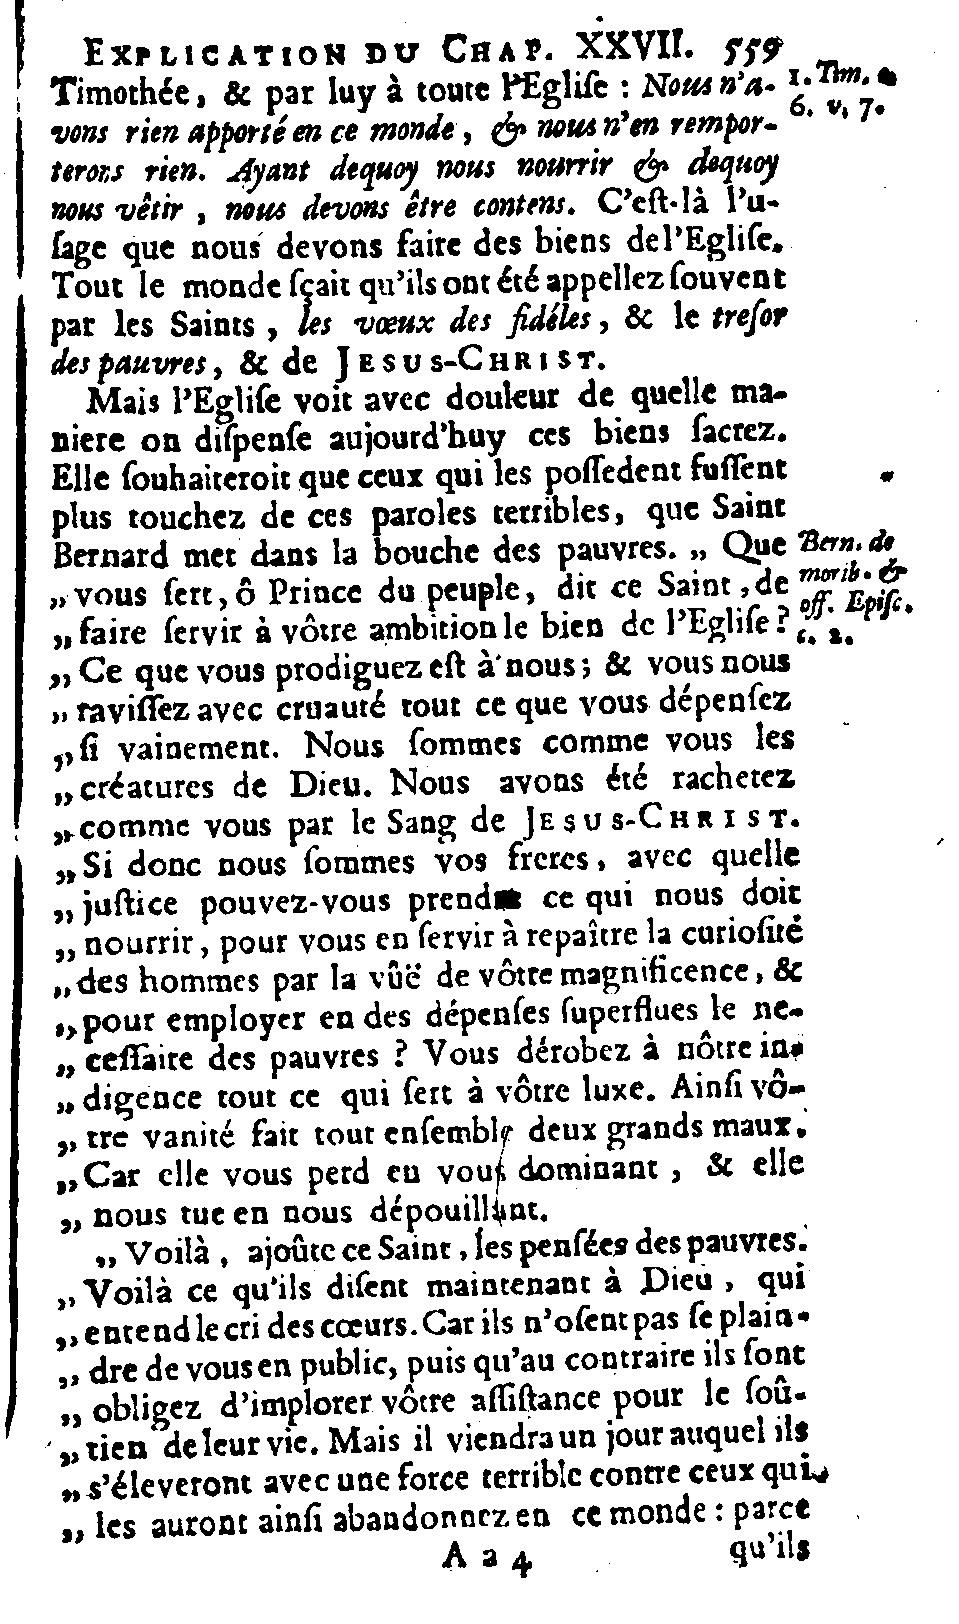 EXPLICATION DU CHAP. XXVII. 559
Timothée, & par luy à toute l'Egliſe : Nous n'a-
vons rien apporté en ce monde, & nous n'en rempor-
terons rien. Ayant dequoy nous nourrir & dequoy
nous vêtir, nous devons être contens. C'eſt-là l'u-
ſage que nous devons faire des biens de l'Egliſe.
Tout le monde ſçait qu'ils ont été appellez ſouvent
par les Saints, les vœux des fidéles, & le treſor
des pauvres, & de JESUS-CHRIST.
Mais l'Egliſe voit avec douleur de quelle ma-
niere on diſpenſe aujourd'huy ces biens ſacrez.
Elle ſouhaiteroit que ceux qui les poſſedent fuſſent
plus touchez de ces paroles terribles, que Saint
Bernard met dans la bouche des pauvres. „ Que
„ vous ſert, ô Prince du peuple, dit ce Saint, de
„ faire ſervir à vôtre ambition le bien de l'Egliſe ?
„ Ce que vous prodiguez eſt à nous ; & vous nous
„ raviſſez avec cruauté tout ce que vous dépenſez
„ ſi vainement. Nous ſommes comme vous les
„ créatures de Dieu. Nous avons été rachetez
„ comme vous par le Sang de JESUS-CHRIST.
„ Si donc nous ſommes vos freres, avec quelle
„ juſtice pouvez-vous prendre ce qui nous doit
„ nourrir, pour vous en ſervir à repaître la curioſité
„ des hommes par la vûë de vôtre magnificence, &
„ pour employer en des dépenſes ſuperflues le ne-
„ ceſſaire des pauvres ? Vous dérobez à nôtre in-
„ digence tout ce qui ſert à vôtre luxe. Ainſi vô-
„ tre vanité fait tout enſemble deux grands maux.
„ Car elle vous perd en vous dominant, & elle
„ nous tue en nous dépouillant.
„ Voilà, ajoûte ce Saint, les penſées des pauvres.
„ Voilà ce qu'ils diſent maintenant à Dieu, qui
„ entend le cri des cœurs. Car ils n'oſent pas ſe plain-
„ dre de vous en public, puis qu'au contraire ils ſont
„ obligez d'implorer vôtre aſſiſtance pour le ſoû-
„ tien de leur vie. Mais il viendra un jour auquel ils
„ s'éleveront avec une force terrible contre ceux qui
„ les auront ainſi abandonnez en ce monde : parce
A a 4 qu'ils
1. Tim.
6. v. 7.
Bern. de
morib. &
off. Epiſc.
c. 2.